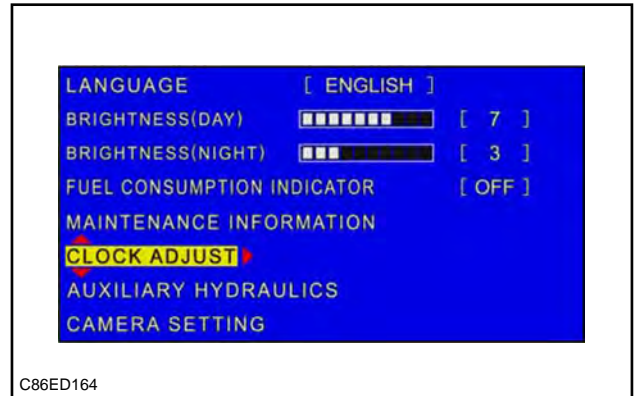 LANGUAGE [ ENGLISH ]
BRIGHTNESS(DAY) [ 7 ]
BRIGHTNESS(NIGHT) [ 3 ]
FUEL CONSUMPTION INDICATOR [ OFF ]
MAINTENANCE INFORMATION
CLOCK ADJUST
AUXILIARY HYDRAULICS
CAMERA SETTING
C86ED164